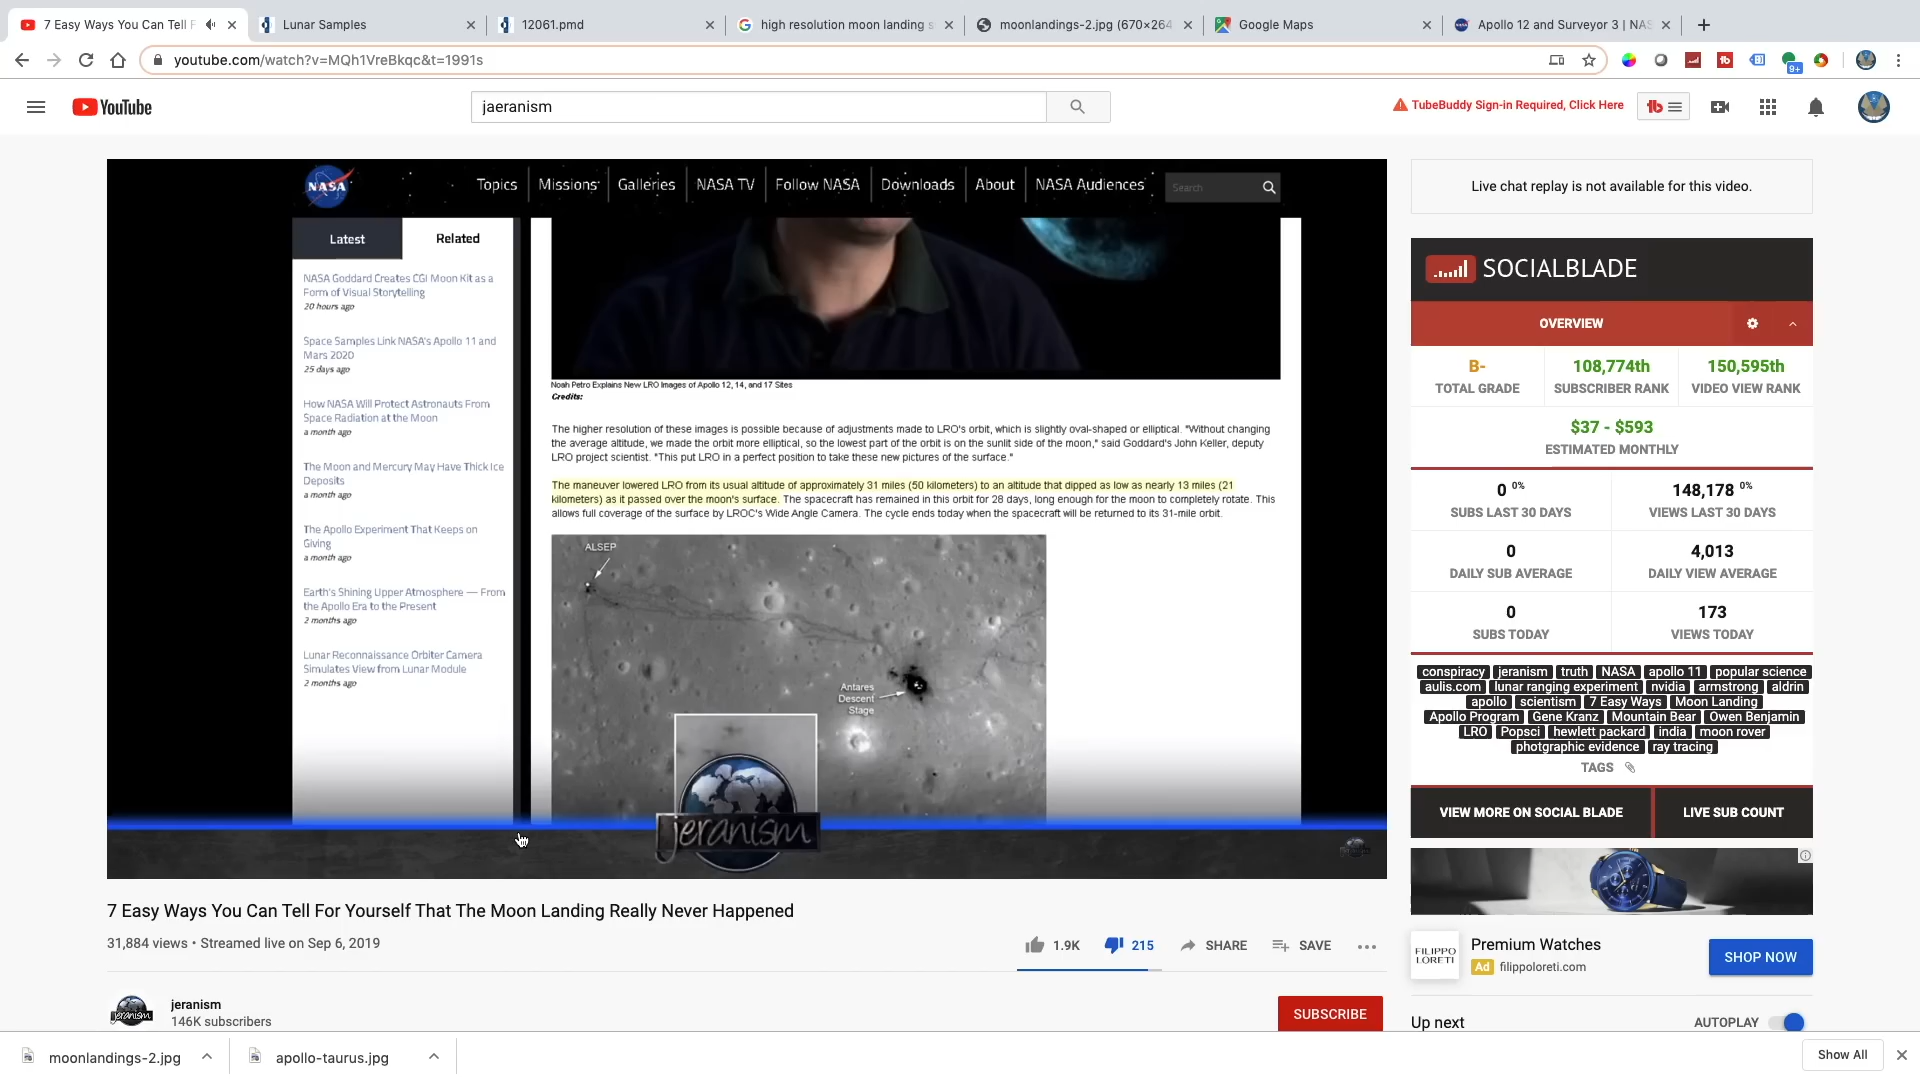 7 Easy Ways You Can Tell F
Lunar Samples
12061.pmd
high resolution moon landing s
moonlandings-2.jpg (670×264
Google Maps
Apollo 12 and Surveyor 3 | NAS
youtube.com/watch?v=MQh1VreBkqc&t=1991s
9+
YouTube
jaeranism
TubeBuddy Sign-in Required, Click Here
NASA
Topics
Missions
Galleries
NASA TV
Follow NASA
Downloads
About
NASA Audiences
Search
Latest
Related
NASA Goddard Creates CGI Moon Kit as a
Form of Visual Storytelling
20 hours ago
Space Samples Link NASA's Apollo 11 and
Mars 2020
25 days ago
How NASA Will Protect Astronauts From
Space Radiation at the Moon
a month ago
The Moon and Mercury May Have Thick Ice
Deposits
a month ago
The Apollo Experiment That Keeps on
Giving
a month ago
Earth's Shining Upper Atmosphere — From
the Apollo Era to the Present
2 months ago
Lunar Reconnaissance Orbiter Camera
Simulates View from Lunar Module
2 months ago
Noah Petro Explains New LRO Images of Apollo 12, 14, and 17 Sites
Credits:
The higher resolution of these images is possible because of adjustments made to LRO's orbit, which is slightly oval-shaped or elliptical. "Without changing
the average altitude, we made the orbit more elliptical, so the lowest part of the orbit is on the sunlit side of the moon," said Goddard's John Keller, deputy
LRO project scientist. "This put LRO in a perfect position to take these new pictures of the surface."
The maneuver lowered LRO from its usual altitude of approximately 31 miles (50 kilometers) to an altitude that dipped as low as nearly 13 miles (21
kilometers) as it passed over the moon's surface. The spacecraft has remained in this orbit for 28 days, long enough for the moon to completely rotate. This
allows full coverage of the surface by LROC's Wide Angle Camera. The cycle ends today when the spacecraft will be returned to its 31-mile orbit.
ALSEP
Antares
Descent
Stage
jeranism
7 Easy Ways You Can Tell For Yourself That The Moon Landing Really Never Happened
31,884 views • Streamed live on Sep 6, 2019
1.9K
215
SHARE
SAVE
jeranism
jeranism
146K subscribers
SUBSCRIBE
Live chat replay is not available for this video.
SOCIALBLADE
OVERVIEW
B-
108,774th
150,595th
TOTAL GRADE
SUBSCRIBER RANK
VIDEO VIEW RANK
$37 - $593
ESTIMATED MONTHLY
0 0%
148,178 0%
SUBS LAST 30 DAYS
VIEWS LAST 30 DAYS
0
4,013
DAILY SUB AVERAGE
DAILY VIEW AVERAGE
0
173
SUBS TODAY
VIEWS TODAY
conspiracy jeranism truth NASA apollo 11 popular science
aulis.com lunar ranging experiment nvidia armstrong aldrin
apollo scientism 7 Easy Ways Moon Landing
Apollo Program Gene Kranz Mountain Bear Owen Benjamin
LRO Popsci hewlett packard india moon rover
photgraphic evidence ray tracing
TAGS
VIEW MORE ON SOCIAL BLADE
LIVE SUB COUNT
FILIPPO
LORETI
Premium Watches
Ad filippoloreti.com
SHOP NOW
Up next
AUTOPLAY
moonlandings-2.jpg
apollo-taurus.jpg
Show All